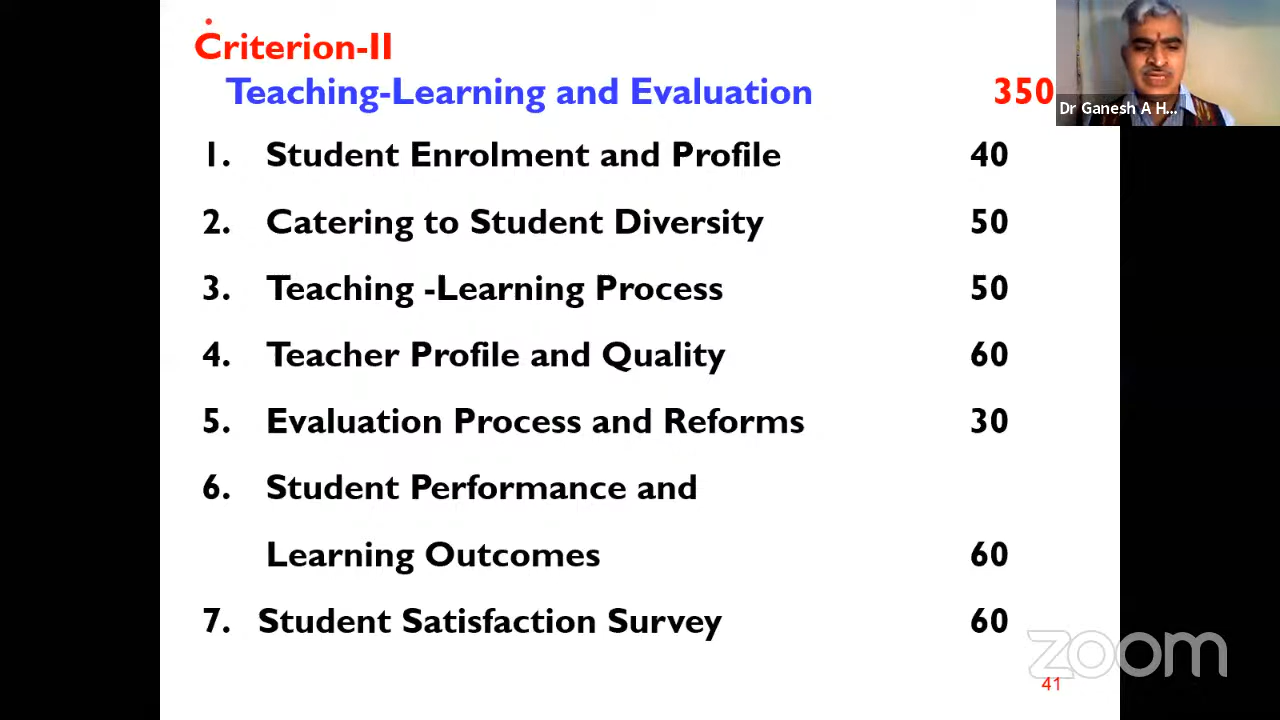 Criterion-II
Teaching-Learning and Evaluation 350
Dr Ganesh A H...
1. Student Enrolment and Profile 40
2. Catering to Student Diversity 50
3. Teaching -Learning Process 50
4. Teacher Profile and Quality 60
5. Evaluation Process and Reforms 30
6. Student Performance and
Learning Outcomes 60
7. Student Satisfaction Survey 60
zoom
41